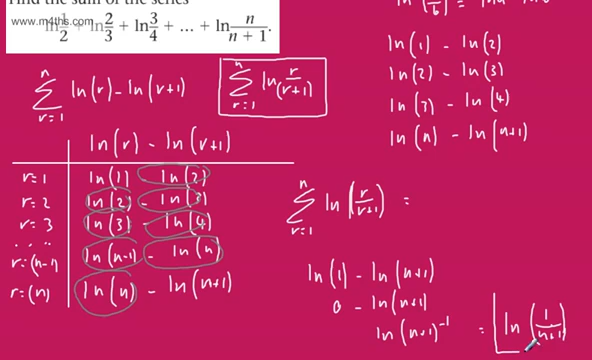 Find the sum of the series
www.m4ths.com
ln 1/2 + ln 2/3 + ln 3/4 + ... + ln n/(n + 1).
n
∑ ln(r) - ln(r+1)
r=1
n
∑ ln r/(r+1)
r=1
ln(r) - ln(r+1)
r=1 ln(1) - ln(2)
r=2 ln(2) - ln(3)
r=3 ln(3) - ln(4)
....
r=(n-1) ln(n-1) - ln(n)
r=(n) ln(n) - ln(n+1)
ln(1) - ln(2)
ln(2) - ln(3)
ln(3) - ln(4)
ln(n) - ln(n+1)
n
∑ ln(r/(r+1)) =
r=1
ln(1) - ln(n+1)
0 - ln(n+1)
ln(n+1)⁻¹ = ln(1/(n+1))